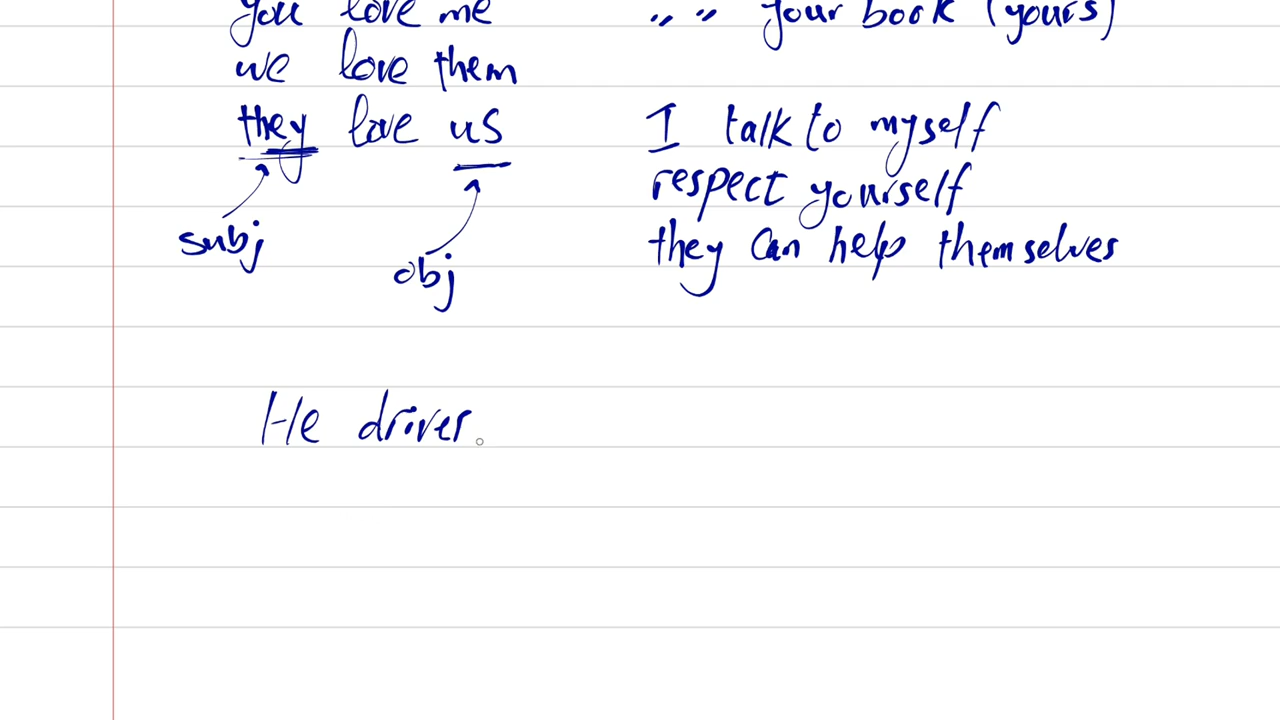 you love me
we love them
they love us
subj
obj
〃 〃 your book (yours)
I talk to myself
respect yourself
they can help themselves
He drives